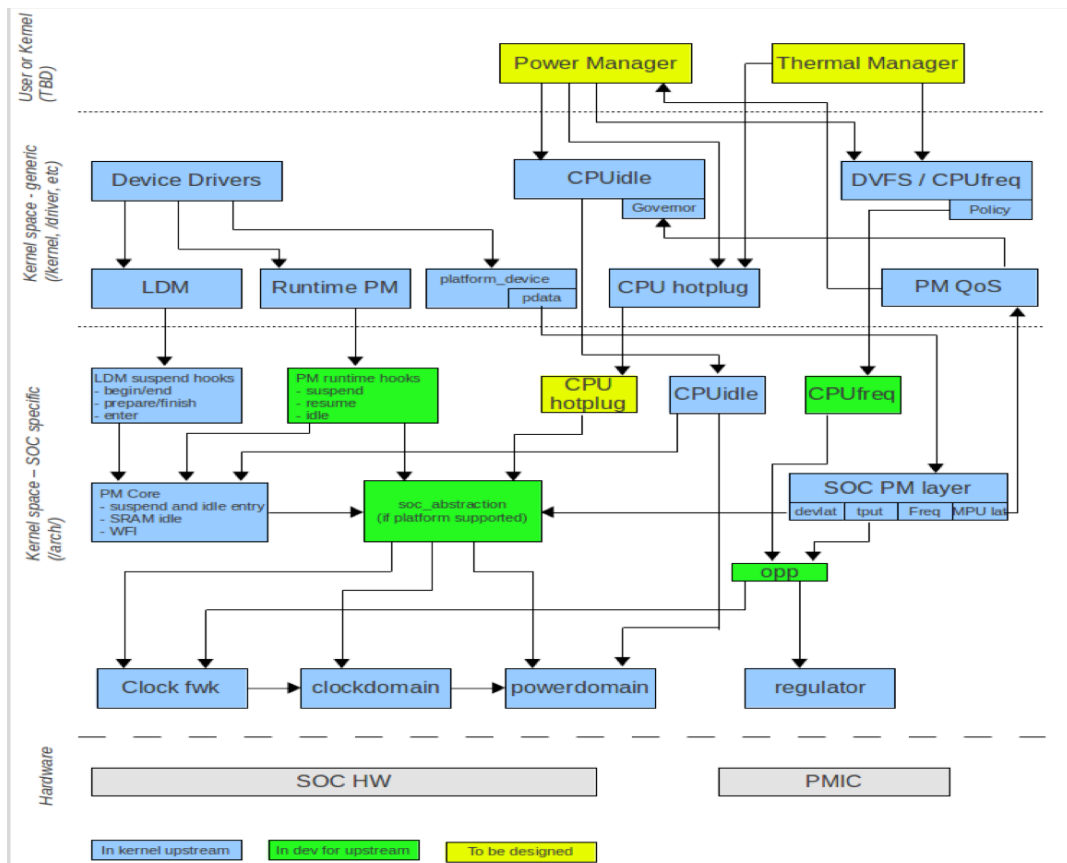 User or Kernel
(TBD)
Power Manager
Thermal Manager
Kernel space - generic
(/kernel, /driver, etc)
Device Drivers
CPUidle
Governor
DVFS / CPUfreq
Policy
LDM
Runtime PM
platform_device
pdata
CPU hotplug
PM QoS
Kernel space – SOC specific
(/arch/)
LDM suspend hooks
- begin/end
- prepare/finish
- enter
PM runtime hooks
- suspend
- resume
- idle
CPU
hotplug
CPUidle
CPUfreq
PM Core
- suspend and idle entry
- SRAM idle
- WFI
soc_abstraction
(if platform supported)
SOC PM layer
devlat
tput
Freq
MPU lat
opp
Clock fwk
clockdomain
powerdomain
regulator
Hardware
SOC HW
PMIC
In kernel upstream
In dev for upstream
To be designed